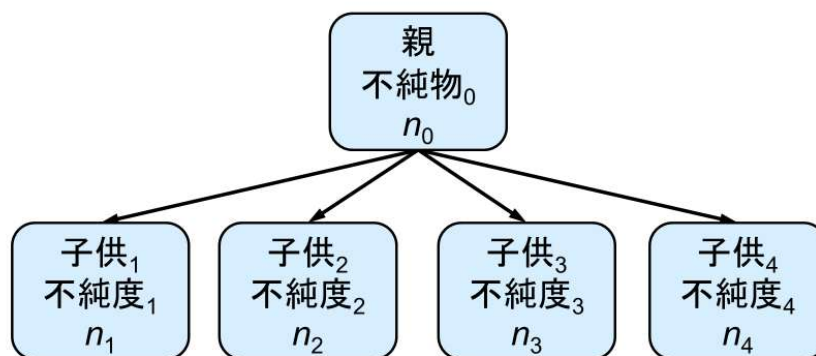 親
不純物₀
n₀
子供₁
不純度₁
n₁
子供₂
不純度₂
n₂
子供₃
不純度₃
n₃
子供₄
不純度₄
n₄